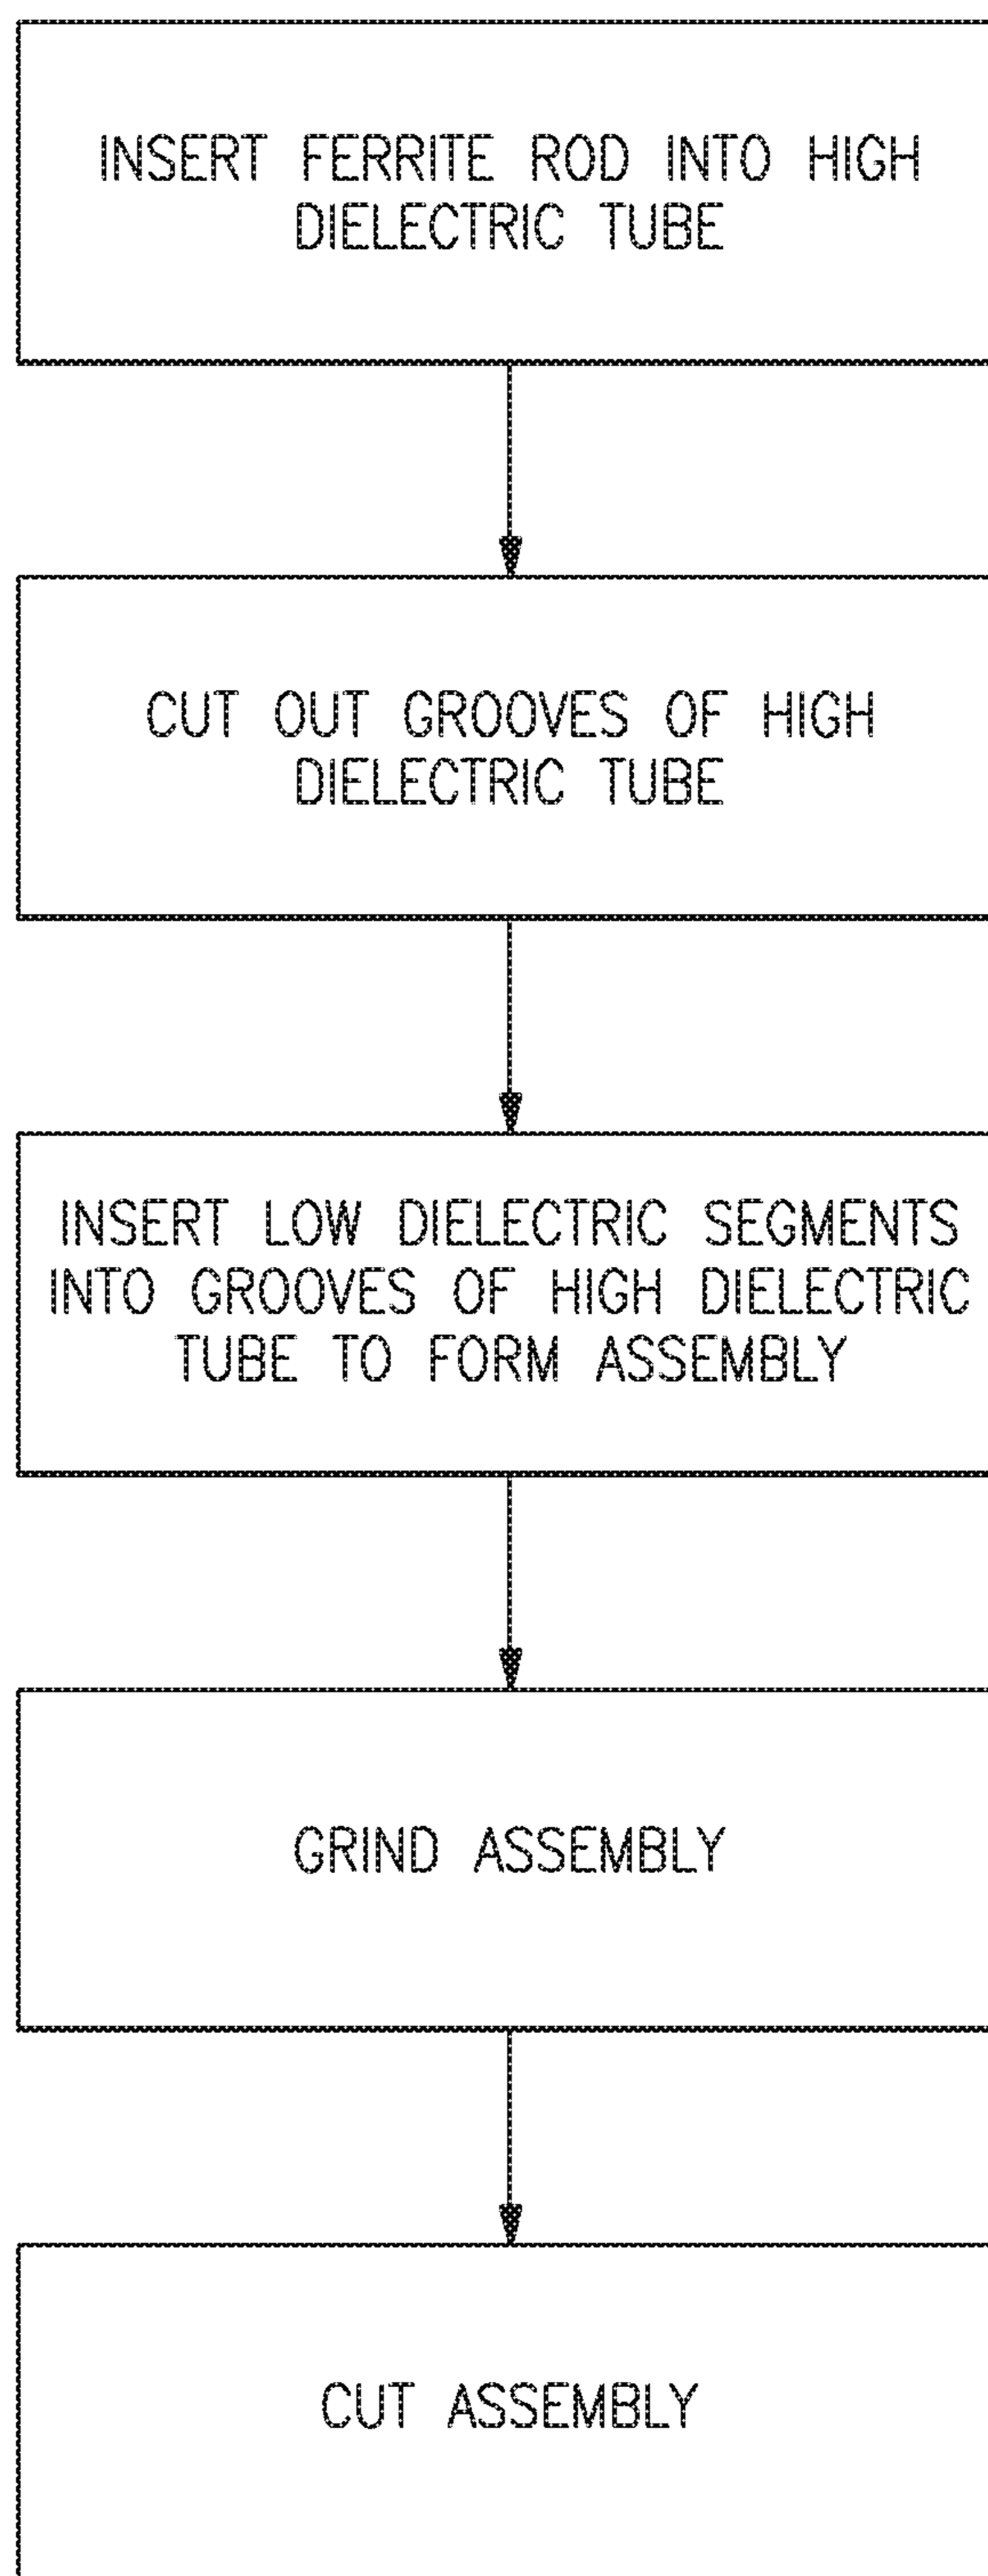 INSERT FERRITE ROD INTO HIGH
DIELECTRIC TUBE
CUT OUT GROOVES OF HIGH
DIELECTRIC TUBE
INSERT LOW DIELECTRIC SEGMENTS
INTO GROOVES OF HIGH DIELECTRIC
TUBE TO FORM ASSEMBLY
GRIND ASSEMBLY
CUT ASSEMBLY